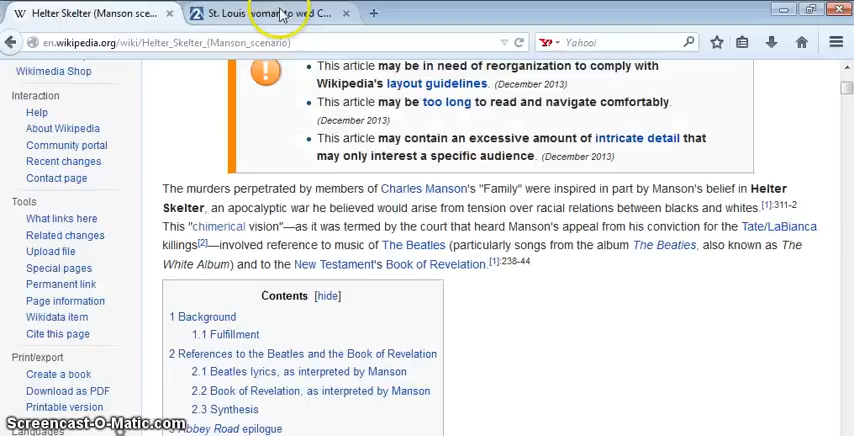 Helter Skelter (Manson sce...
St. Louis woman to wed C...
en.wikipedia.org/wiki/Helter_Skelter_(Manson_scenario)
Yahoo!
Wikimedia Shop
Interaction
Help
About Wikipedia
Community portal
Recent changes
Contact page
Tools
What links here
Related changes
Upload file
Special pages
Permanent link
Page information
Wikidata item
Cite this page
Print/export
Create a book
Download as PDF
Printable version
Languages
This article may be in need of reorganization to comply with
Wikipedia's layout guidelines. (December 2013)
This article may be too long to read and navigate comfortably.
(December 2013)
This article may contain an excessive amount of intricate detail that
may only interest a specific audience. (December 2013)
The murders perpetrated by members of Charles Manson's "Family" were inspired in part by Manson's belief in Helter
Skelter, an apocalyptic war he believed would arise from tension over racial relations between blacks and whites.[1]:311-2
This "chimerical vision"—as it was termed by the court that heard Manson's appeal from his conviction for the Tate/LaBianca
killings[2]—involved reference to music of The Beatles (particularly songs from the album The Beatles, also known as The
White Album) and to the New Testament's Book of Revelation.[1]:238-44
Contents [hide]
1 Background
1.1 Fulfillment
2 References to the Beatles and the Book of Revelation
2.1 Beatles lyrics, as interpreted by Manson
2.2 Book of Revelation, as interpreted by Manson
2.3 Synthesis
3 Abbey Road epilogue
Screencast-O-Matic.com